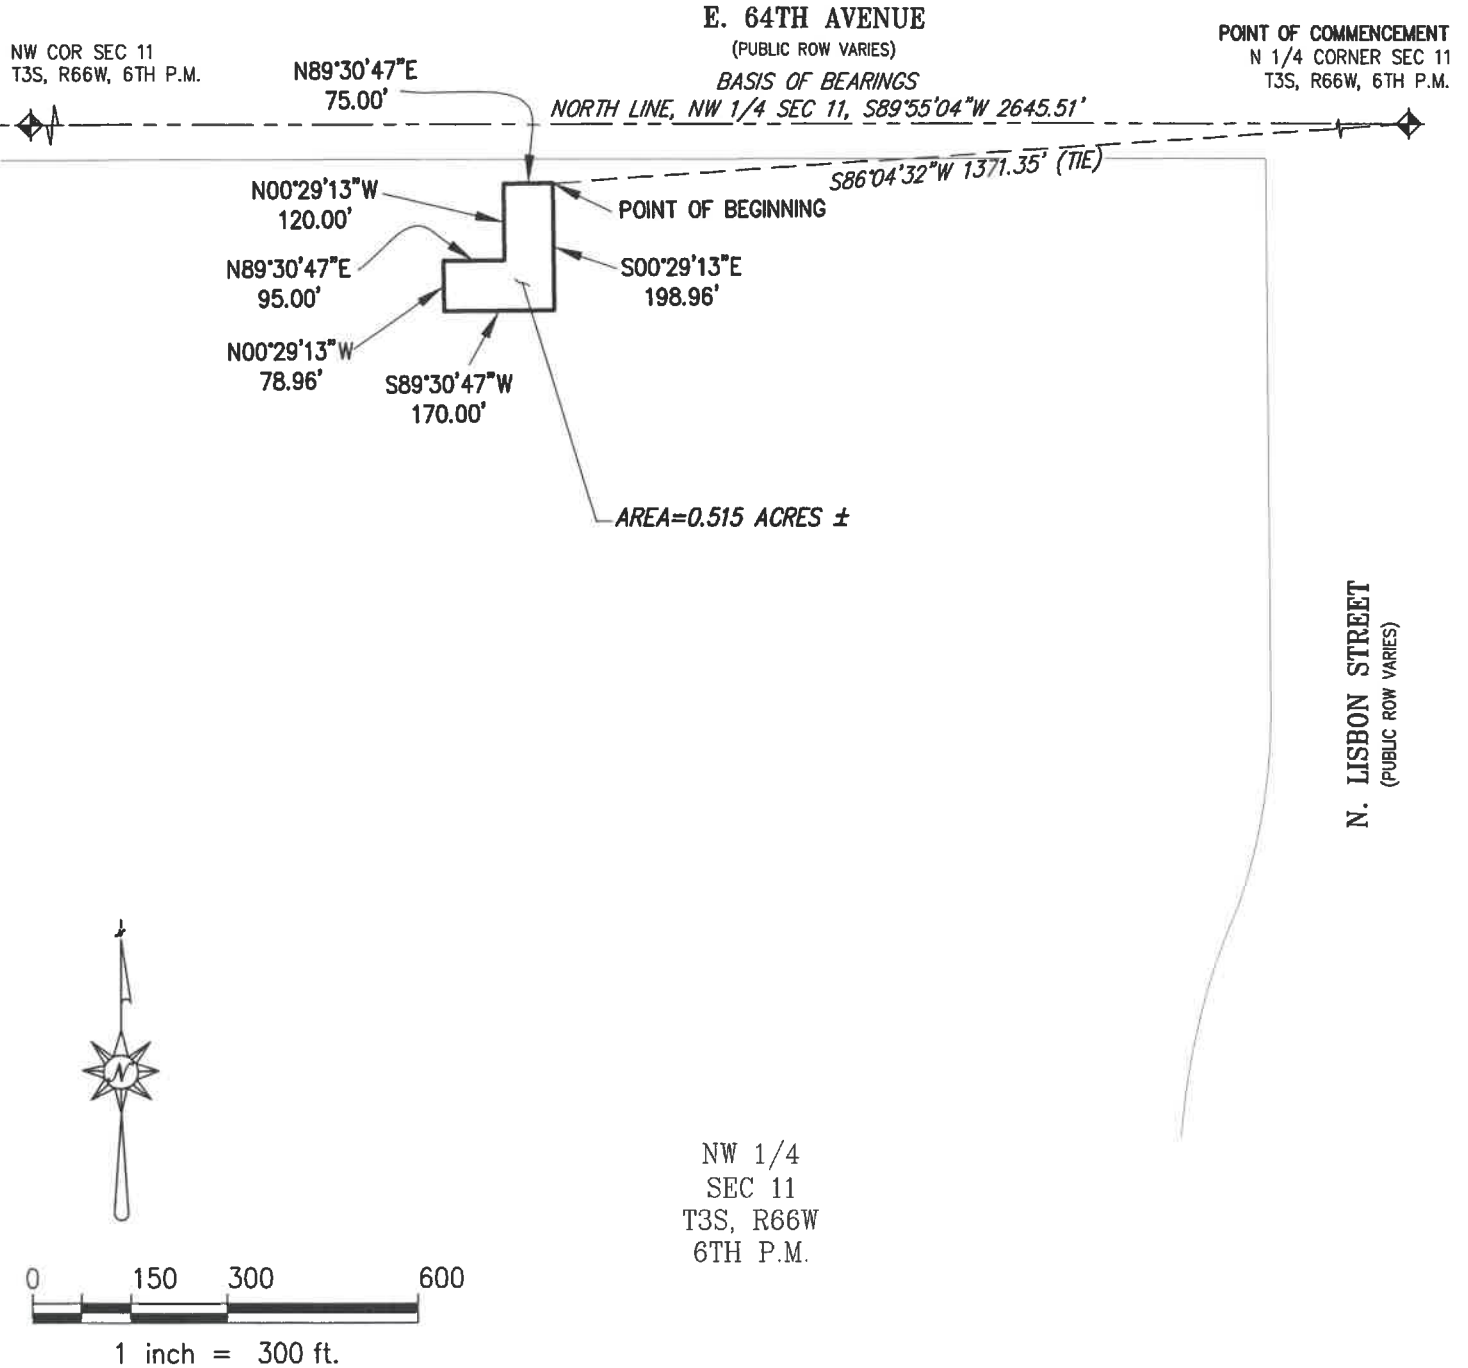 E. 64TH AVENUE
(PUBLIC ROW VARIES)
BASIS OF BEARINGS
NORTH LINE, NW 1/4 SEC 11, S89°55'04"W 2645.51'
NW COR SEC 11
T3S, R66W, 6TH P.M.
POINT OF COMMENCEMENT
N 1/4 CORNER SEC 11
T3S, R66W, 6TH P.M.
N89°30'47"E
75.00'
S86°04'32"W 1371.35' (TIE)
N00°29'13"W
120.00'
POINT OF BEGINNING
N89°30'47"E
95.00'
S00°29'13"E
198.96'
N00°29'13"W
78.96'
S89°30'47"W
170.00'
AREA=0.515 ACRES ±
N. LISBON STREET
(PUBLIC ROW VARIES)
N
NW 1/4
SEC 11
T3S, R66W
6TH P.M.
0 150 300 600
1 inch = 300 ft.